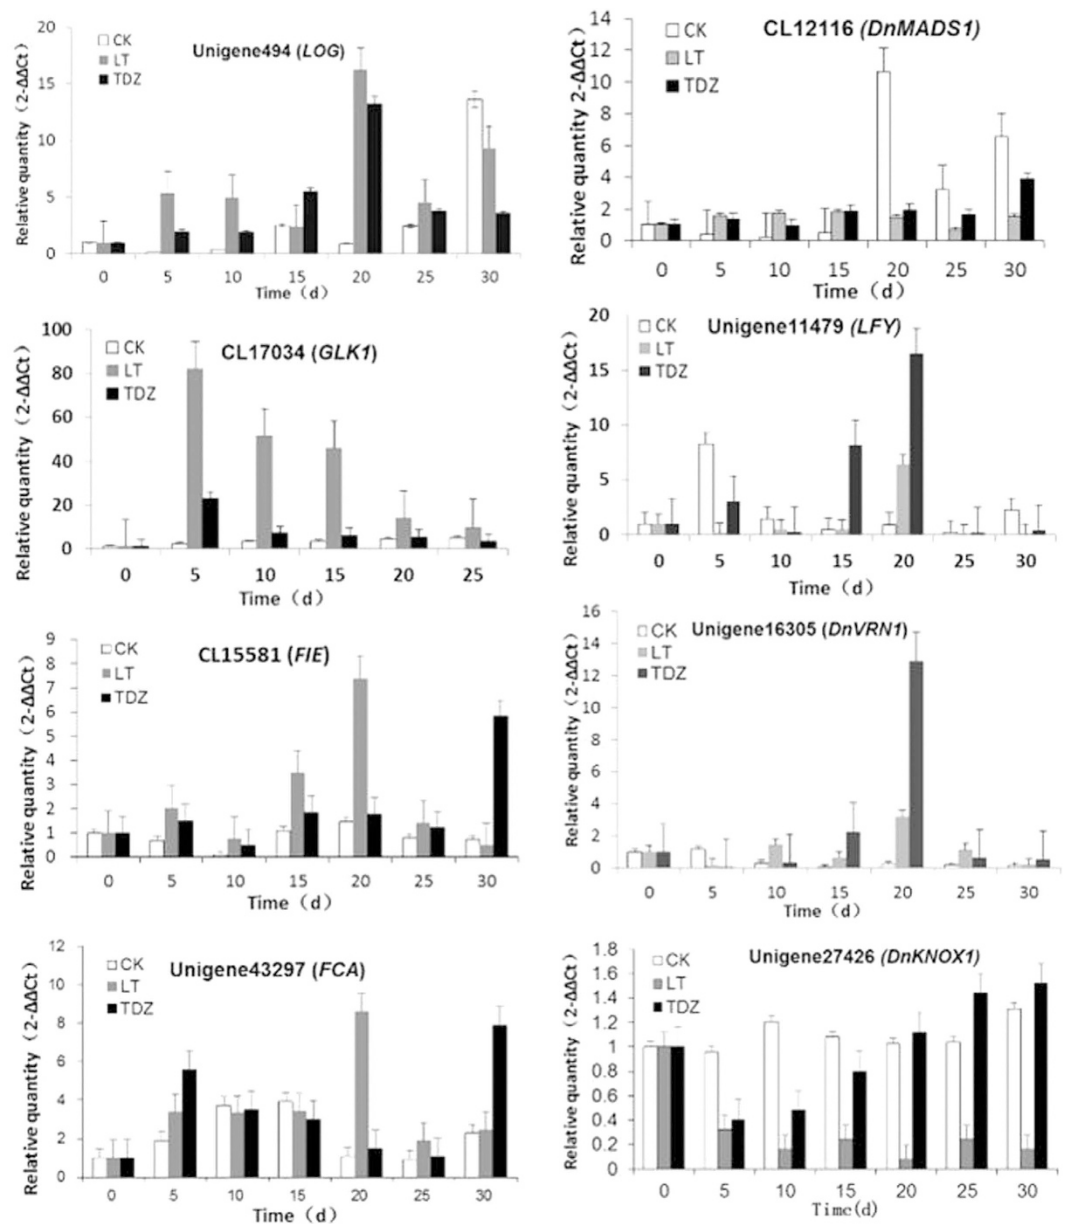 Unigene494 (LOG)
CK
LT
TDZ
Relative quantity (2-ΔΔCt)
20
15
10
5
0
0 5 10 15 20 25 30
Time (d)
CL12116 (DnMADS1)
CK
LT
TDZ
Relative quantity 2-ΔΔCt)
14
12
10
8
6
4
2
0
0 5 10 15 20 25 30
Time (d)
CL17034 (GLK1)
CK
LT
TDZ
Relative quantity (2-ΔΔCt)
100
80
60
40
20
0
0 5 10 15 20 25
Time (d)
Unigene11479 (LFY)
CK
LT
TDZ
Relative quantity (2-ΔΔCt)
20
15
10
5
0
0 5 10 15 20 25 30
Time (d)
CL15581 (FIE)
CK
LT
TDZ
Relative quantity (2-ΔΔCt)
9
8
7
6
5
4
3
2
1
0
0 5 10 15 20 25 30
Time (d)
Unigene16305 (DnVRN1)
CK
LT
TDZ
Relative quantity (2-ΔΔCt)
16
14
12
10
8
6
4
2
0
0 5 10 15 20 25 30
Time (d)
Unigene43297 (FCA)
CK
LT
TDZ
Relative quantity (2-ΔΔCt)
12
10
8
6
4
2
0
0 5 10 15 20 25 30
Time (d)
Unigene27426 (DnKNOX1)
CK
LT
TDZ
Relative quantity (2-ΔΔCt)
1.8
1.6
1.4
1.2
1
0.8
0.6
0.4
0.2
0
0 5 10 15 20 25 30
Time(d)